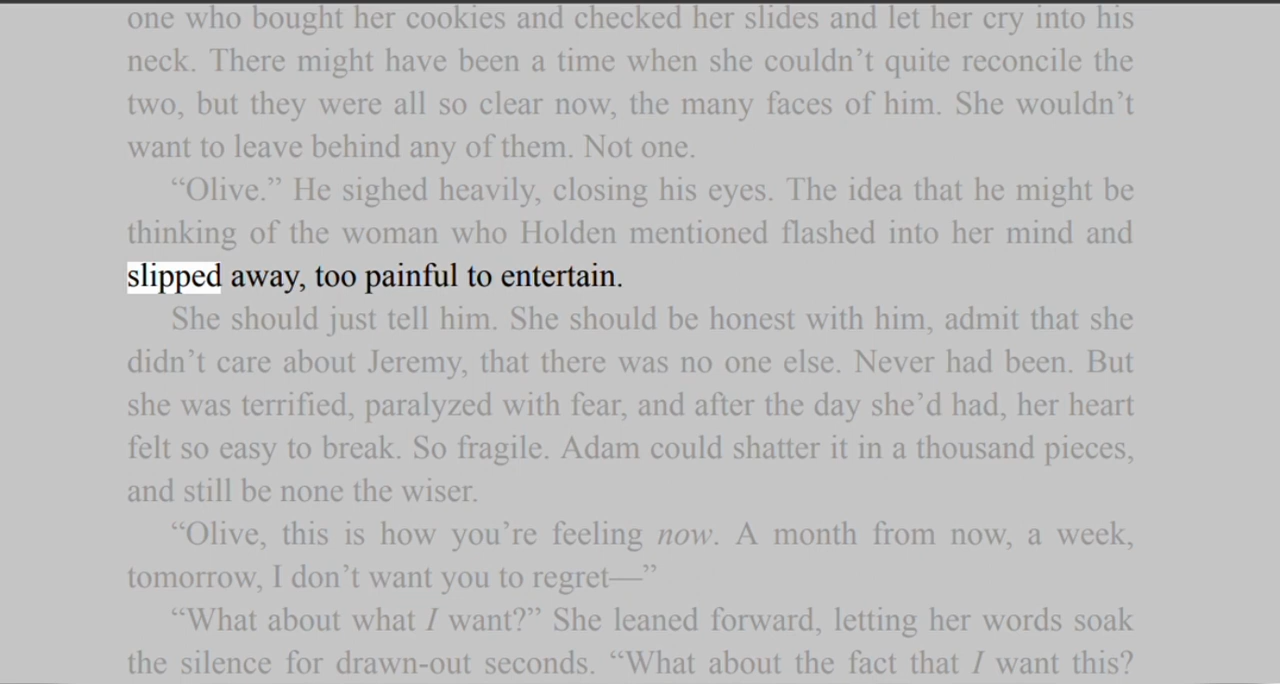 one who bought her cookies and checked her slides and let her cry into his
neck. There might have been a time when she couldn’t quite reconcile the
two, but they were all so clear now, the many faces of him. She wouldn’t
want to leave behind any of them. Not one.
“Olive.” He sighed heavily, closing his eyes. The idea that he might be
thinking of the woman who Holden mentioned flashed into her mind and
slipped away, too painful to entertain.
She should just tell him. She should be honest with him, admit that she
didn’t care about Jeremy, that there was no one else. Never had been. But
she was terrified, paralyzed with fear, and after the day she’d had, her heart
felt so easy to break. So fragile. Adam could shatter it in a thousand pieces,
and still be none the wiser.
“Olive, this is how you’re feeling now. A month from now, a week,
tomorrow, I don’t want you to regret—”
“What about what I want?” She leaned forward, letting her words soak
the silence for drawn-out seconds. “What about the fact that I want this?